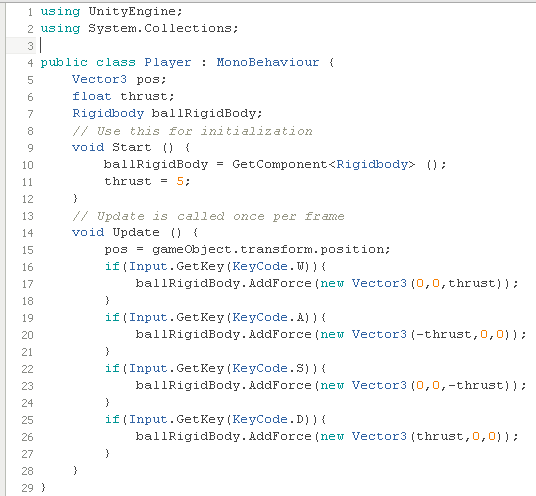 1 using UnityEngine;
2 using System.Collections;
3
4 public class Player : MonoBehaviour {
5     Vector3 pos;
6     float thrust;
7     Rigidbody ballRigidBody;
8     // Use this for initialization
9     void Start () {
10         ballRigidBody = GetComponent<Rigidbody> ();
11         thrust = 5;
12     }
13     // Update is called once per frame
14     void Update () {
15         pos = gameObject.transform.position;
16         if(Input.GetKey(KeyCode.W)){
17             ballRigidBody.AddForce(new Vector3(0,0,thrust));
18         }
19         if(Input.GetKey(KeyCode.A)){
20             ballRigidBody.AddForce(new Vector3(-thrust,0,0));
21         }
22         if(Input.GetKey(KeyCode.S)){
23             ballRigidBody.AddForce(new Vector3(0,0,-thrust));
24         }
25         if(Input.GetKey(KeyCode.D)){
26             ballRigidBody.AddForce(new Vector3(thrust,0,0));
27         }
28     }
29 }